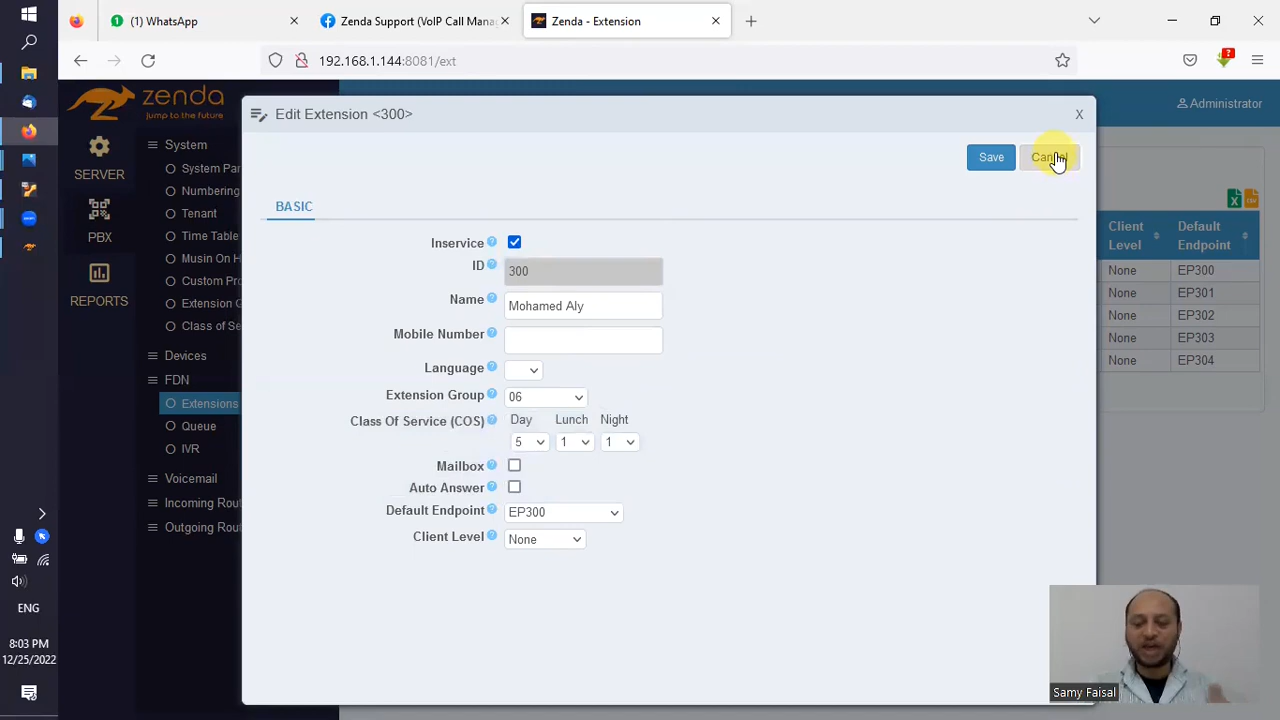 (1) WhatsApp
Zenda Support (VoIP Call Mana
Zenda - Extension
192.168.1.144:8081/ext
zenda
jump to the future
Administrator
SERVER
PBX
REPORTS
System
System Par
Numbering
Tenant
Time Table
Musin On H
Custom Pro
Extension G
Class of Se
Devices
FDN
Extensions
Queue
IVR
Voicemail
Incoming Rout
Outgoing Rout
Edit Extension <300>
X
Save
Cancel
BASIC
Inservice
ID 300
Name Mohamed Aly
Mobile Number
Language
Extension Group 06
Class Of Service (COS) Day Lunch Night
5 1 1
Mailbox
Auto Answer
Default Endpoint EP300
Client Level None
Client Level Default Endpoint
None EP300
None EP301
None EP302
None EP303
None EP304
ENG
8:03 PM
12/25/2022
Samy Faisal